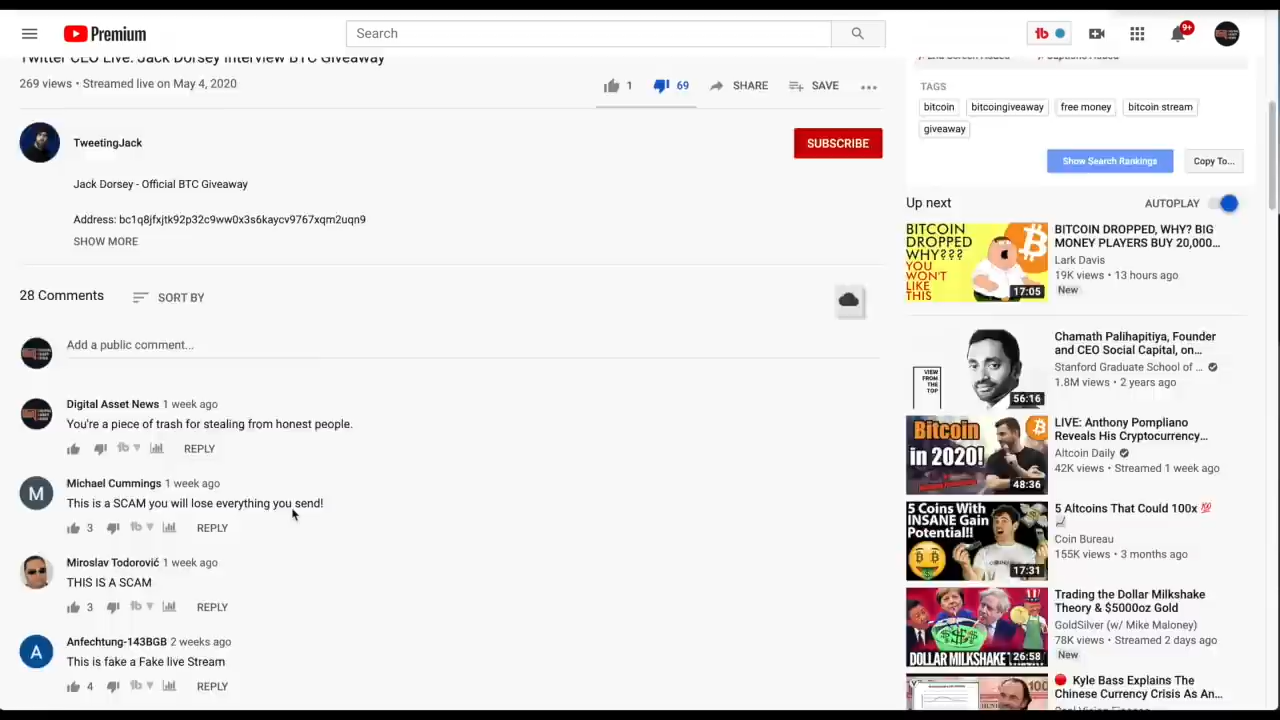 Premium
Search
9+
Twitter CEO Live: Jack Dorsey Interview BTC Giveaway
269 views • Streamed live on May 4, 2020
1
69
SHARE
SAVE
TweetingJack
SUBSCRIBE
Jack Dorsey - Official BTC Giveaway
Address: bc1q8jfxjtk92p32c9ww0x3s6kaycv9767xqm2uqn9
SHOW MORE
28 Comments
SORT BY
Add a public comment...
Digital Asset News 1 week ago
You're a piece of trash for stealing from honest people.
REPLY
M
Michael Cummings 1 week ago
This is a SCAM you will lose everything you send!
3
REPLY
Miroslav Todorović 1 week ago
THIS IS A SCAM
3
REPLY
A
Anfechtung-143BGB 2 weeks ago
This is fake a Fake live Stream
4
REPLY
End Screen Added
Captions Added
TAGS
bitcoin
bitcoingiveaway
free money
bitcoin stream
giveaway
Show Search Rankings
Copy To...
Up next
AUTOPLAY
BITCOIN
DROPPED
WHY???
YOU
WON'T
LIKE
THIS
17:05
BITCOIN DROPPED, WHY? BIG
MONEY PLAYERS BUY 20,000...
Lark Davis
19K views • 13 hours ago
New
VIEW
FROM
THE
TOP
56:16
Chamath Palihapitiya, Founder
and CEO Social Capital, on...
Stanford Graduate School of ...
1.8M views • 2 years ago
Bitcoin
in 2020!
48:36
LIVE: Anthony Pompliano
Reveals His Cryptocurrency...
Altcoin Daily
42K views • Streamed 1 week ago
5 Coins With
INSANE Gain
Potential!!
17:31
5 Altcoins That Could 100x 💯
Coin Bureau
155K views • 3 months ago
DOLLAR MILKSHAKE
26:58
Trading the Dollar Milkshake
Theory & $5000oz Gold
GoldSilver (w/ Mike Maloney)
78K views • Streamed 2 days ago
New
100
Kyle Bass Explains The
Chinese Currency Crisis As An...
Real Vision Finance